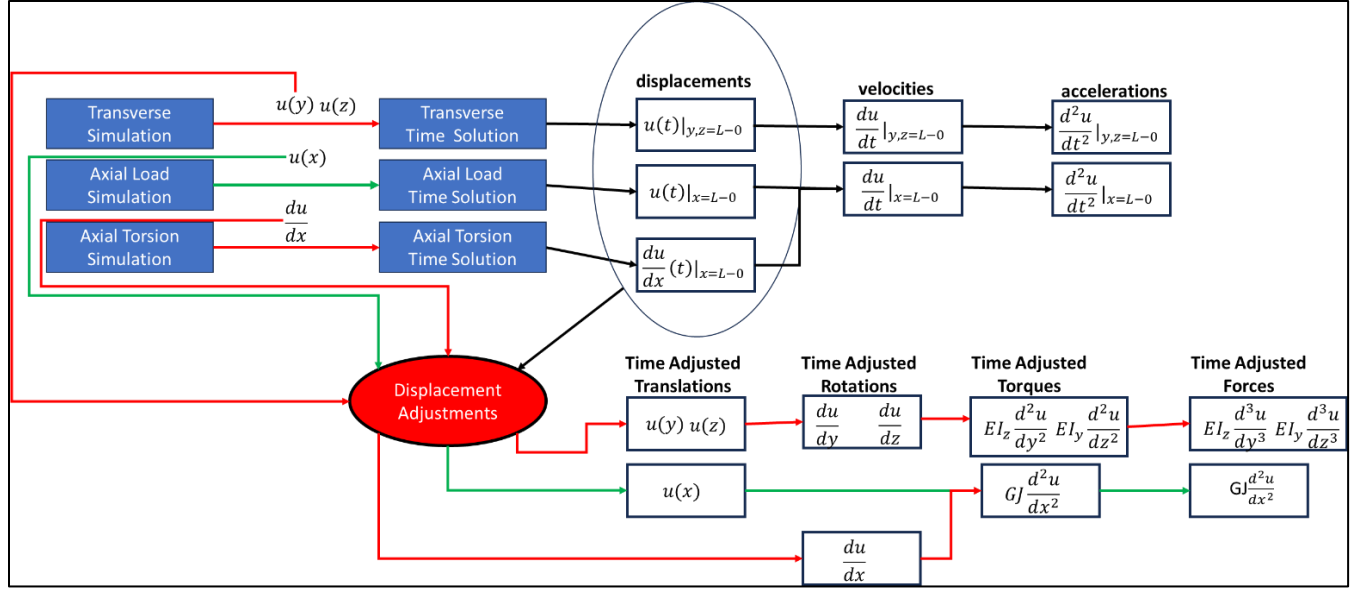 displacements
velocities
accelerations
u(y) u(z)
Transverse
Simulation
Transverse
Time Solution
u(t)|y,z=L−0
du/dt|y,z=L−0
d²u/dt²|y,z=L−0
u(x)
Axial Load
Simulation
Axial Load
Time Solution
u(t)|x=L−0
du/dt|x=L−0
d²u/dt²|x=L−0
du/dx
Axial Torsion
Simulation
Axial Torsion
Time Solution
du/dx(t)|x=L−0
Displacement
Adjustments
Time Adjusted
Translations
Time Adjusted
Rotations
Time Adjusted
Torques
Time Adjusted
Forces
u(y) u(z)
du/dy du/dz
EIz d²u/dy² EIy d²u/dz²
EIz d³u/dy³ EIy d³u/dz³
u(x)
GJ d²u/dx²
GJ d²u/dx²
du/dx